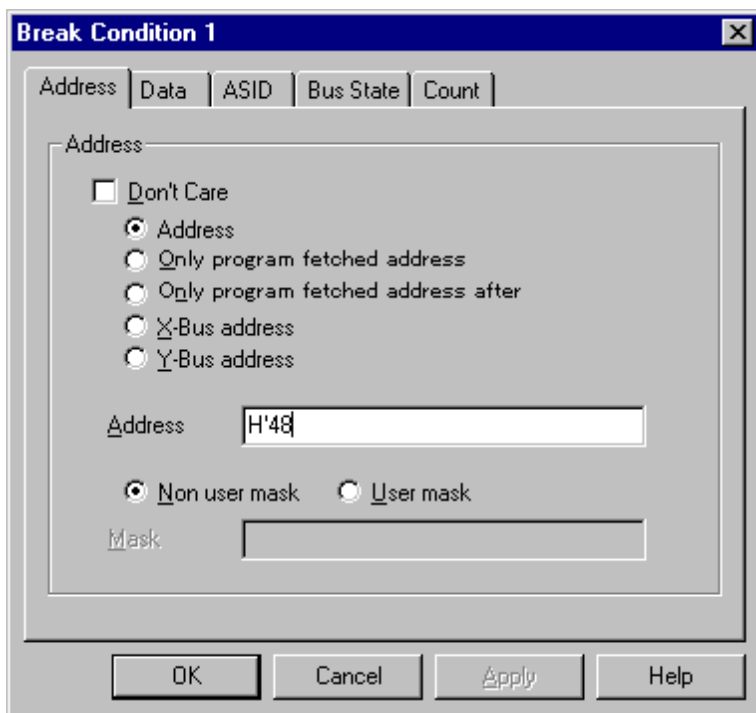 Break Condition 1
Address Data ASID Bus State Count
Address
Don't Care
Address
Only program fetched address
Only program fetched address after
X-Bus address
Y-Bus address
Address H'48
Non user mask User mask
Mask
OK Cancel Apply Help